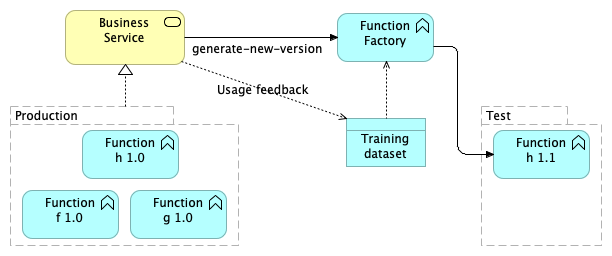 Business
Service
Function
Factory
generate-new-version
Usage feedback
Production
Training
dataset
Test
Function
h 1.0
Function
h 1.1
Function
f 1.0
Function
g 1.0